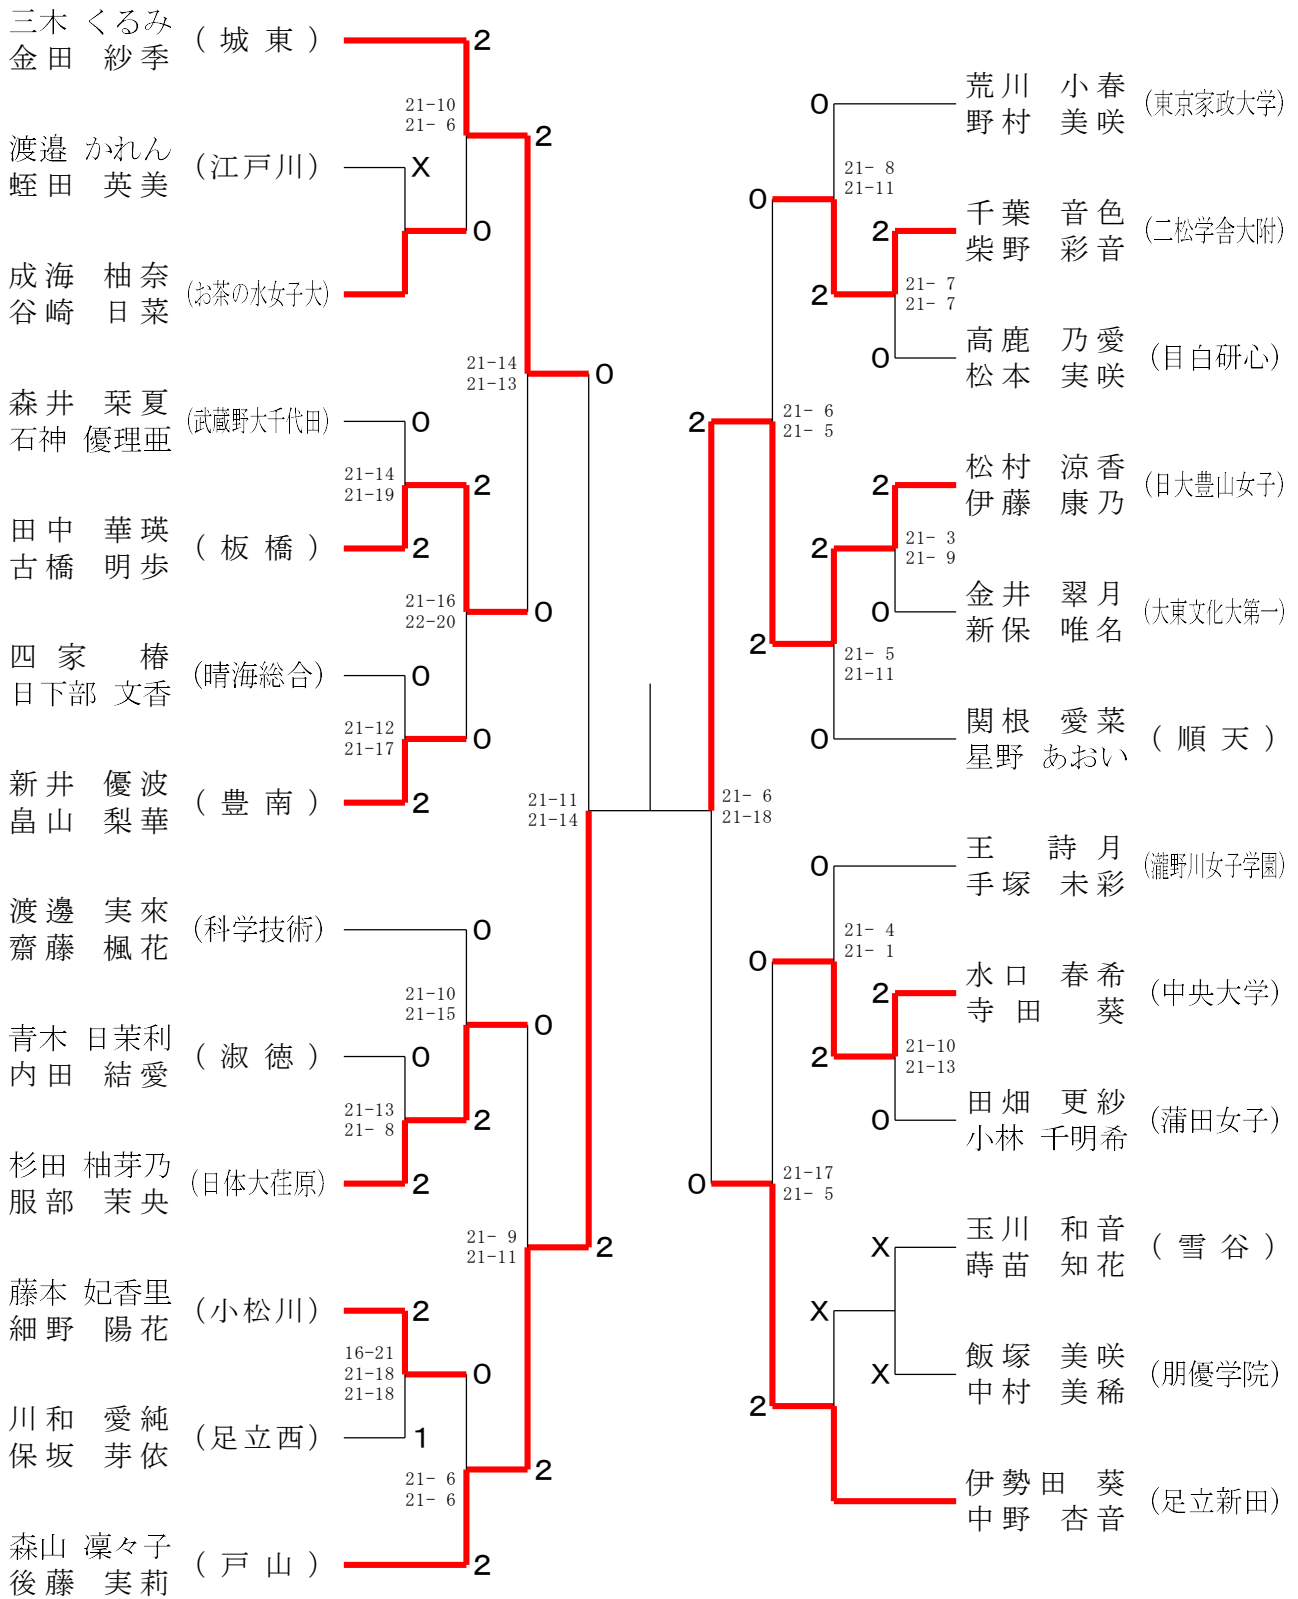 三木 くるみ
金田 紗季
(城東)
2
21-10
21- 6
2
渡邉 かれん
蛭田 英美
(江戸川)
X
0
成海 柚奈
谷崎 日菜
(お茶の水女子大)
21-14
21-13
0
森井 栞夏
石神 優理亜
(武蔵野大千代田)
0
21-14
21-19
2
田中 華瑛
古橋 明歩
(板橋)
2
21-16
22-20
0
四家 椿
日下部 文香
(晴海総合)
0
21-12
21-17
0
新井 優波
畠山 梨華
(豊南)
2
21-11
21-14
渡邊 実來
齋藤 楓花
(科学技術)
0
21-10
21-15
0
青木 日茉利
内田 結愛
(淑徳)
0
21-13
21- 8
2
杉田 柚芽乃
服部 茉央
(日体大荏原)
2
21- 9
21-11
2
藤本 妃香里
細野 陽花
(小松川)
2
16-21
21-18
21-18
0
川和 愛純
保坂 芽依
(足立西)
1
21- 6
21- 6
2
森山 凜々子
後藤 実莉
(戸山)
2
0
荒川 小春
野村 美咲
(東京家政大学)
21- 8
21-11
0
2
千葉 音色
柴野 彩音
(二松学舎大附)
2
21- 7
21- 7
0
高鹿 乃愛
松本 実咲
(目白研心)
2
21- 6
21- 5
2
松村 涼香
伊藤 康乃
(日大豊山女子)
2
21- 3
21- 9
0
金井 翠月
新保 唯名
(大東文化大第一)
2
21- 5
21-11
0
関根 愛菜
星野 あおい
(順天)
21- 6
21-18
0
王 詩月
手塚 未彩
(瀧野川女子学園)
21- 4
21- 1
0
2
水口 春希
寺田 葵
(中央大学)
2
21-10
21-13
0
田畑 更紗
小林 千明希
(蒲田女子)
0
21-17
21- 5
X
玉川 和音
蒔苗 知花
(雪谷)
X
X
飯塚 美咲
中村 美稀
(朋優学院)
2
伊勢田 葵
中野 杏音
(足立新田)